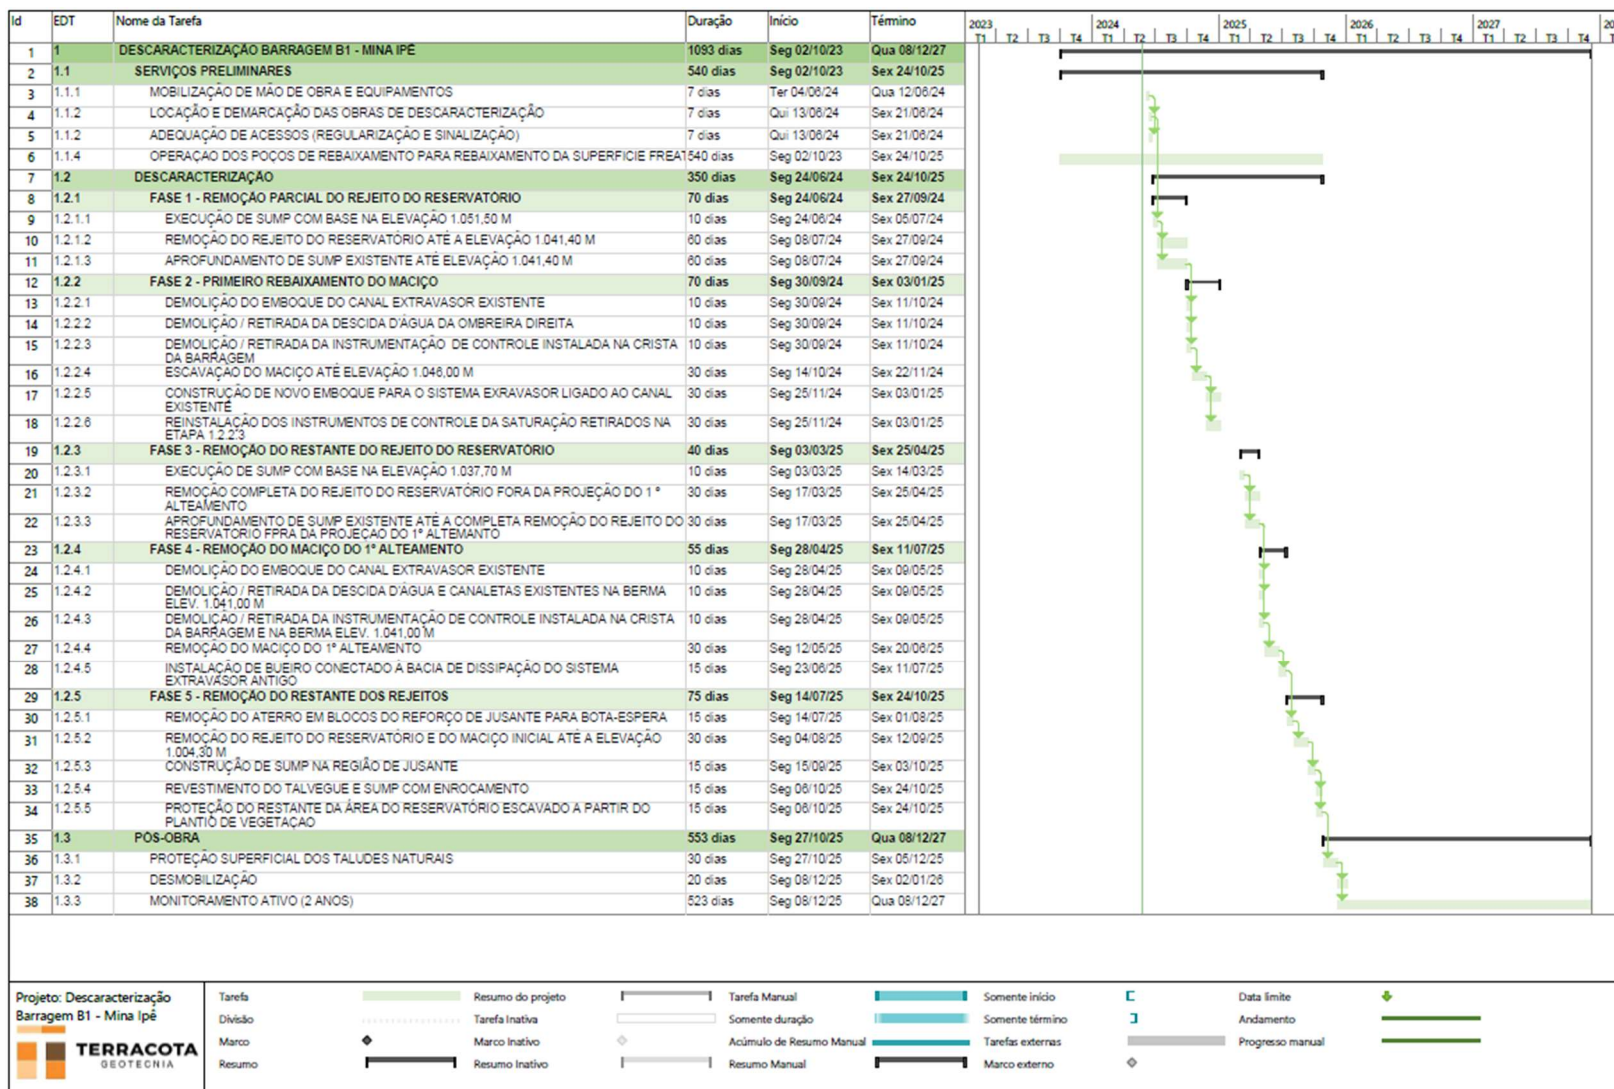 Id EDT Nome da Tarefa Duração Início Término 2023 2024 2025 2026 2027 20
T1 T2 T3 T4 T1 T2 T3 T4 T1 T2 T3 T4 T1 T2 T3 T4 T1 T2 T3 T4
1 1 DESCARACTERIZAÇÃO BARRAGEM B1 - MINA IPÊ 1093 dias Seg 02/10/23 Qua 08/12/27
2 1.1 SERVIÇOS PRELIMINARES 540 dias Seg 02/10/23 Sex 24/10/25
3 1.1.1 MOBILIZAÇÃO DE MÃO DE OBRA E EQUIPAMENTOS 7 dias Ter 04/06/24 Qua 12/06/24
4 1.1.2 LOCAÇÃO E DEMARCAÇÃO DAS OBRAS DE DESCARACTERIZAÇÃO 7 dias Qui 13/06/24 Sex 21/06/24
5 1.1.2 ADEQUAÇÃO DE ACESSOS (REGULARIZAÇÃO E SINALIZAÇÃO) 7 dias Qui 13/06/24 Sex 21/06/24
6 1.1.4 OPERAÇAO DOS POÇOS DE REBAIXAMENTO PARA REBAIXAMENTO DA SUPERFICIE FREAT 540 dias Seg 02/10/23 Sex 24/10/25
7 1.2 DESCARACTERIZAÇÃO 350 dias Seg 24/06/24 Sex 24/10/25
8 1.2.1 FASE 1 - REMOÇÃO PARCIAL DO REJEITO DO RESERVATÓRIO 70 dias Seg 24/06/24 Sex 27/09/24
9 1.2.1.1 EXECUÇÃO DE SUMP COM BASE NA ELEVAÇÃO 1.051,50 M 10 dias Seg 24/06/24 Sex 05/07/24
10 1.2.1.2 REMOÇÃO DO REJEITO DO RESERVATÓRIO ATÉ A ELEVAÇÃO 1.041,40 M 60 dias Seg 08/07/24 Sex 27/09/24
11 1.2.1.3 APROFUNDAMENTO DE SUMP EXISTENTE ATÉ ELEVAÇÃO 1.041,40 M 60 dias Seg 08/07/24 Sex 27/09/24
12 1.2.2 FASE 2 - PRIMEIRO REBAIXAMENTO DO MACIÇO 70 dias Seg 30/09/24 Sex 03/01/25
13 1.2.2.1 DEMOLIÇÃO DO EMBOQUE DO CANAL EXTRAVASOR EXISTENTE 10 dias Seg 30/09/24 Sex 11/10/24
14 1.2.2.2 DEMOLIÇÃO / RETIRADA DA DESCIDA D'ÁGUA DA OMBREIRA DIREITA 10 dias Seg 30/09/24 Sex 11/10/24
15 1.2.2.3 DEMOLIÇÃO / RETIRADA DA INSTRUMENTAÇÃO DE CONTROLE INSTALADA NA CRISTA 10 dias Seg 30/09/24 Sex 11/10/24
DA BARRAGEM
16 1.2.2.4 ESCAVAÇÃO DO MACIÇO ATÉ ELEVAÇÃO 1.046,00 M 30 dias Seg 14/10/24 Sex 22/11/24
17 1.2.2.5 CONSTRUÇÃO DE NOVO EMBOQUE PARA O SISTEMA EXRAVASOR LIGADO AO CANAL 30 dias Seg 25/11/24 Sex 03/01/25
EXISTENTE
18 1.2.2.6 REINSTALAÇÃO DOS INSTRUMENTOS DE CONTROLE DA SATURAÇÃO RETIRADOS NA 30 dias Seg 25/11/24 Sex 03/01/25
ETAPA 1.2.2.3
19 1.2.3 FASE 3 - REMOÇÃO DO RESTANTE DO REJEITO DO RESERVATÓRIO 40 dias Seg 03/03/25 Sex 25/04/25
20 1.2.3.1 EXECUÇÃO DE SUMP COM BASE NA ELEVAÇÃO 1.037,70 M 10 dias Seg 03/03/25 Sex 14/03/25
21 1.2.3.2 REMOÇÃO COMPLETA DO REJEITO DO RESERVATÓRIO FORA DA PROJEÇÃO DO 1 º 30 dias Seg 17/03/25 Sex 25/04/25
ALTEAMENTO
22 1.2.3.3 APROFUNDAMENTO DE SUMP EXISTENTE ATÉ A COMPLETA REMOÇÃO DO REJEITO DO 30 dias Seg 17/03/25 Sex 25/04/25
RESERVATORIO FPRA DA PROJEÇAO DO 1º ALTEMANTO
23 1.2.4 FASE 4 - REMOÇÃO DO MACIÇO DO 1º ALTEAMENTO 55 dias Seg 28/04/25 Sex 11/07/25
24 1.2.4.1 DEMOLIÇÃO DO EMBOQUE DO CANAL EXTRAVASOR EXISTENTE 10 dias Seg 28/04/25 Sex 09/05/25
25 1.2.4.2 DEMOLIÇÃO / RETIRADA DA DESCIDA D'ÁGUA E CANALETAS EXISTENTES NA BERMA 10 dias Seg 28/04/25 Sex 09/05/25
ELEV. 1.041,00 M
26 1.2.4.3 DEMOLIÇÃO / RETIRADA DA INSTRUMENTAÇÃO DE CONTROLE INSTALADA NA CRISTA 10 dias Seg 28/04/25 Sex 09/05/25
DA BARRAGEM E NA BERMA ELEV. 1.041,00 M
27 1.2.4.4 REMOÇÃO DO MACIÇO DO 1º ALTEAMENTO 30 dias Seg 12/05/25 Sex 20/06/25
28 1.2.4.5 INSTALAÇÃO DE BUEIRO CONECTADO À BACIA DE DISSIPAÇÃO DO SISTEMA 15 dias Seg 23/06/25 Sex 11/07/25
EXTRAVASOR ANTIGO
29 1.2.5 FASE 5 - REMOÇÃO DO RESTANTE DOS REJEITOS 75 dias Seg 14/07/25 Sex 24/10/25
30 1.2.5.1 REMOÇÃO DO ATERRO EM BLOCOS DO REFORÇO DE JUSANTE PARA BOTA-ESPERA 15 dias Seg 14/07/25 Sex 01/08/25
31 1.2.5.2 REMOÇÃO DO REJEITO DO RESERVATÓRIO E DO MACIÇO INICIAL ATÉ A ELEVAÇÃO 30 dias Seg 04/08/25 Sex 12/09/25
1.004,30 M
32 1.2.5.3 CONSTRUÇÃO DE SUMP NA REGIÃO DE JUSANTE 15 dias Seg 15/09/25 Sex 03/10/25
33 1.2.5.4 REVESTIMENTO DO TALVEGUE E SUMP COM ENROCAMENTO 15 dias Seg 06/10/25 Sex 24/10/25
34 1.2.5.5 PROTEÇÃO DO RESTANTE DA ÁREA DO RESERVATÓRIO ESCAVADO A PARTIR DO 15 dias Seg 06/10/25 Sex 24/10/25
PLANTIO DE VEGETAÇAO
35 1.3 PÓS-OBRA 553 dias Seg 27/10/25 Qua 08/12/27
36 1.3.1 PROTEÇÃO SUPERFICIAL DOS TALUDES NATURAIS 30 dias Seg 27/10/25 Sex 05/12/25
37 1.3.2 DESMOBILIZAÇÃO 20 dias Seg 08/12/25 Sex 02/01/26
38 1.3.3 MONITORAMENTO ATIVO (2 ANOS) 523 dias Seg 08/12/25 Qua 08/12/27
Projeto: Descaracterização
Barragem B1 - Mina Ipê
TERRACOTA
GEOTECNIA
Tarefa Resumo do projeto Tarefa Manual Somente início Data limite
Divisão Tarefa Inativa Somente duração Somente término Andamento
Marco Marco Inativo Acúmulo de Resumo Manual Tarefas externas Progresso manual
Resumo Resumo Inativo Resumo Manual Marco externo